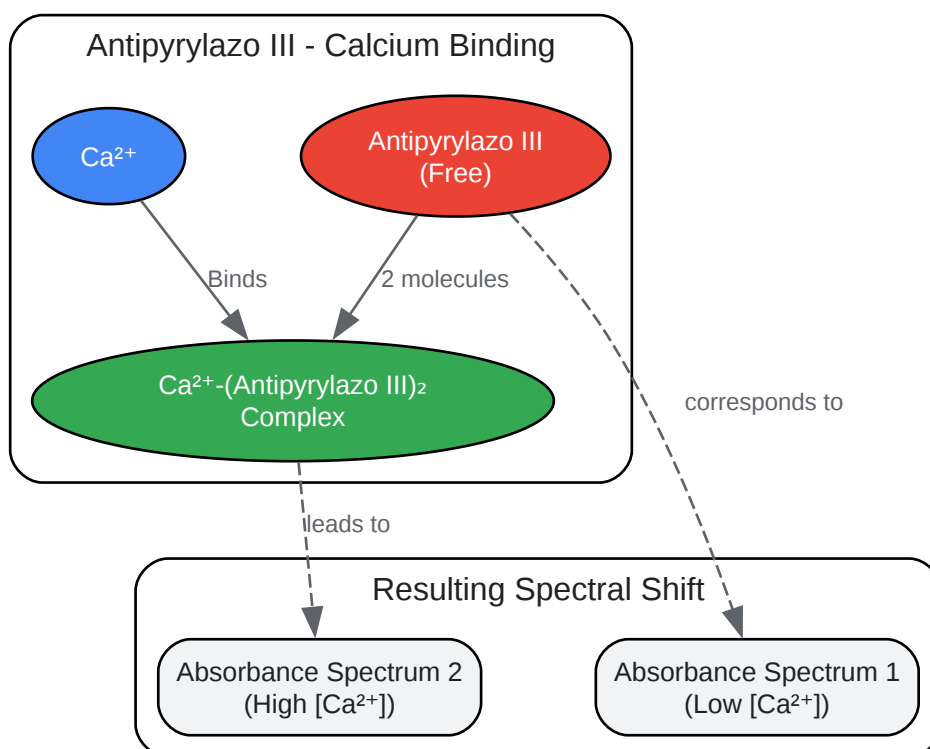 Antipyrylazo III - Calcium Binding
Ca²⁺
Antipyrylazo III
(Free)
Binds
2 molecules
Ca²⁺-(Antipyrylazo III)₂
Complex
corresponds to
leads to
Resulting Spectral Shift
Absorbance Spectrum 2
(High [Ca²⁺])
Absorbance Spectrum 1
(Low [Ca²⁺])